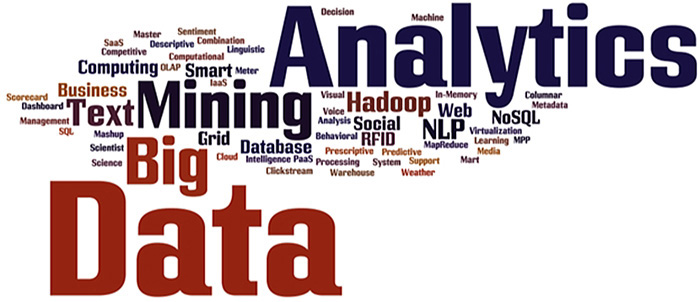 Decision
Machine
Analytics
Master
Sentiment
SaaS
Descriptive
Combination
Competitive
Linguistic
Computational
Computing
OLAP
Smart
Meter
IaaS
Business
Scorecard
Dashboard
Text
Mining
Visual
Hadoop
In-Memory
Columnar
Metadata
Voice
Web
NoSQL
Management
Analysis
Social
NLP
Virtualization
SQL
Mashup
Grid
Behavioral
RFID
Learning
MPP
Scientist
Big
Database
Prescriptive
Predictive
MapReduce
Media
Science
Cloud
Intelligence
PaaS
Processing
System
Support
Mart
Clickstream
Warehouse
Weather
Data